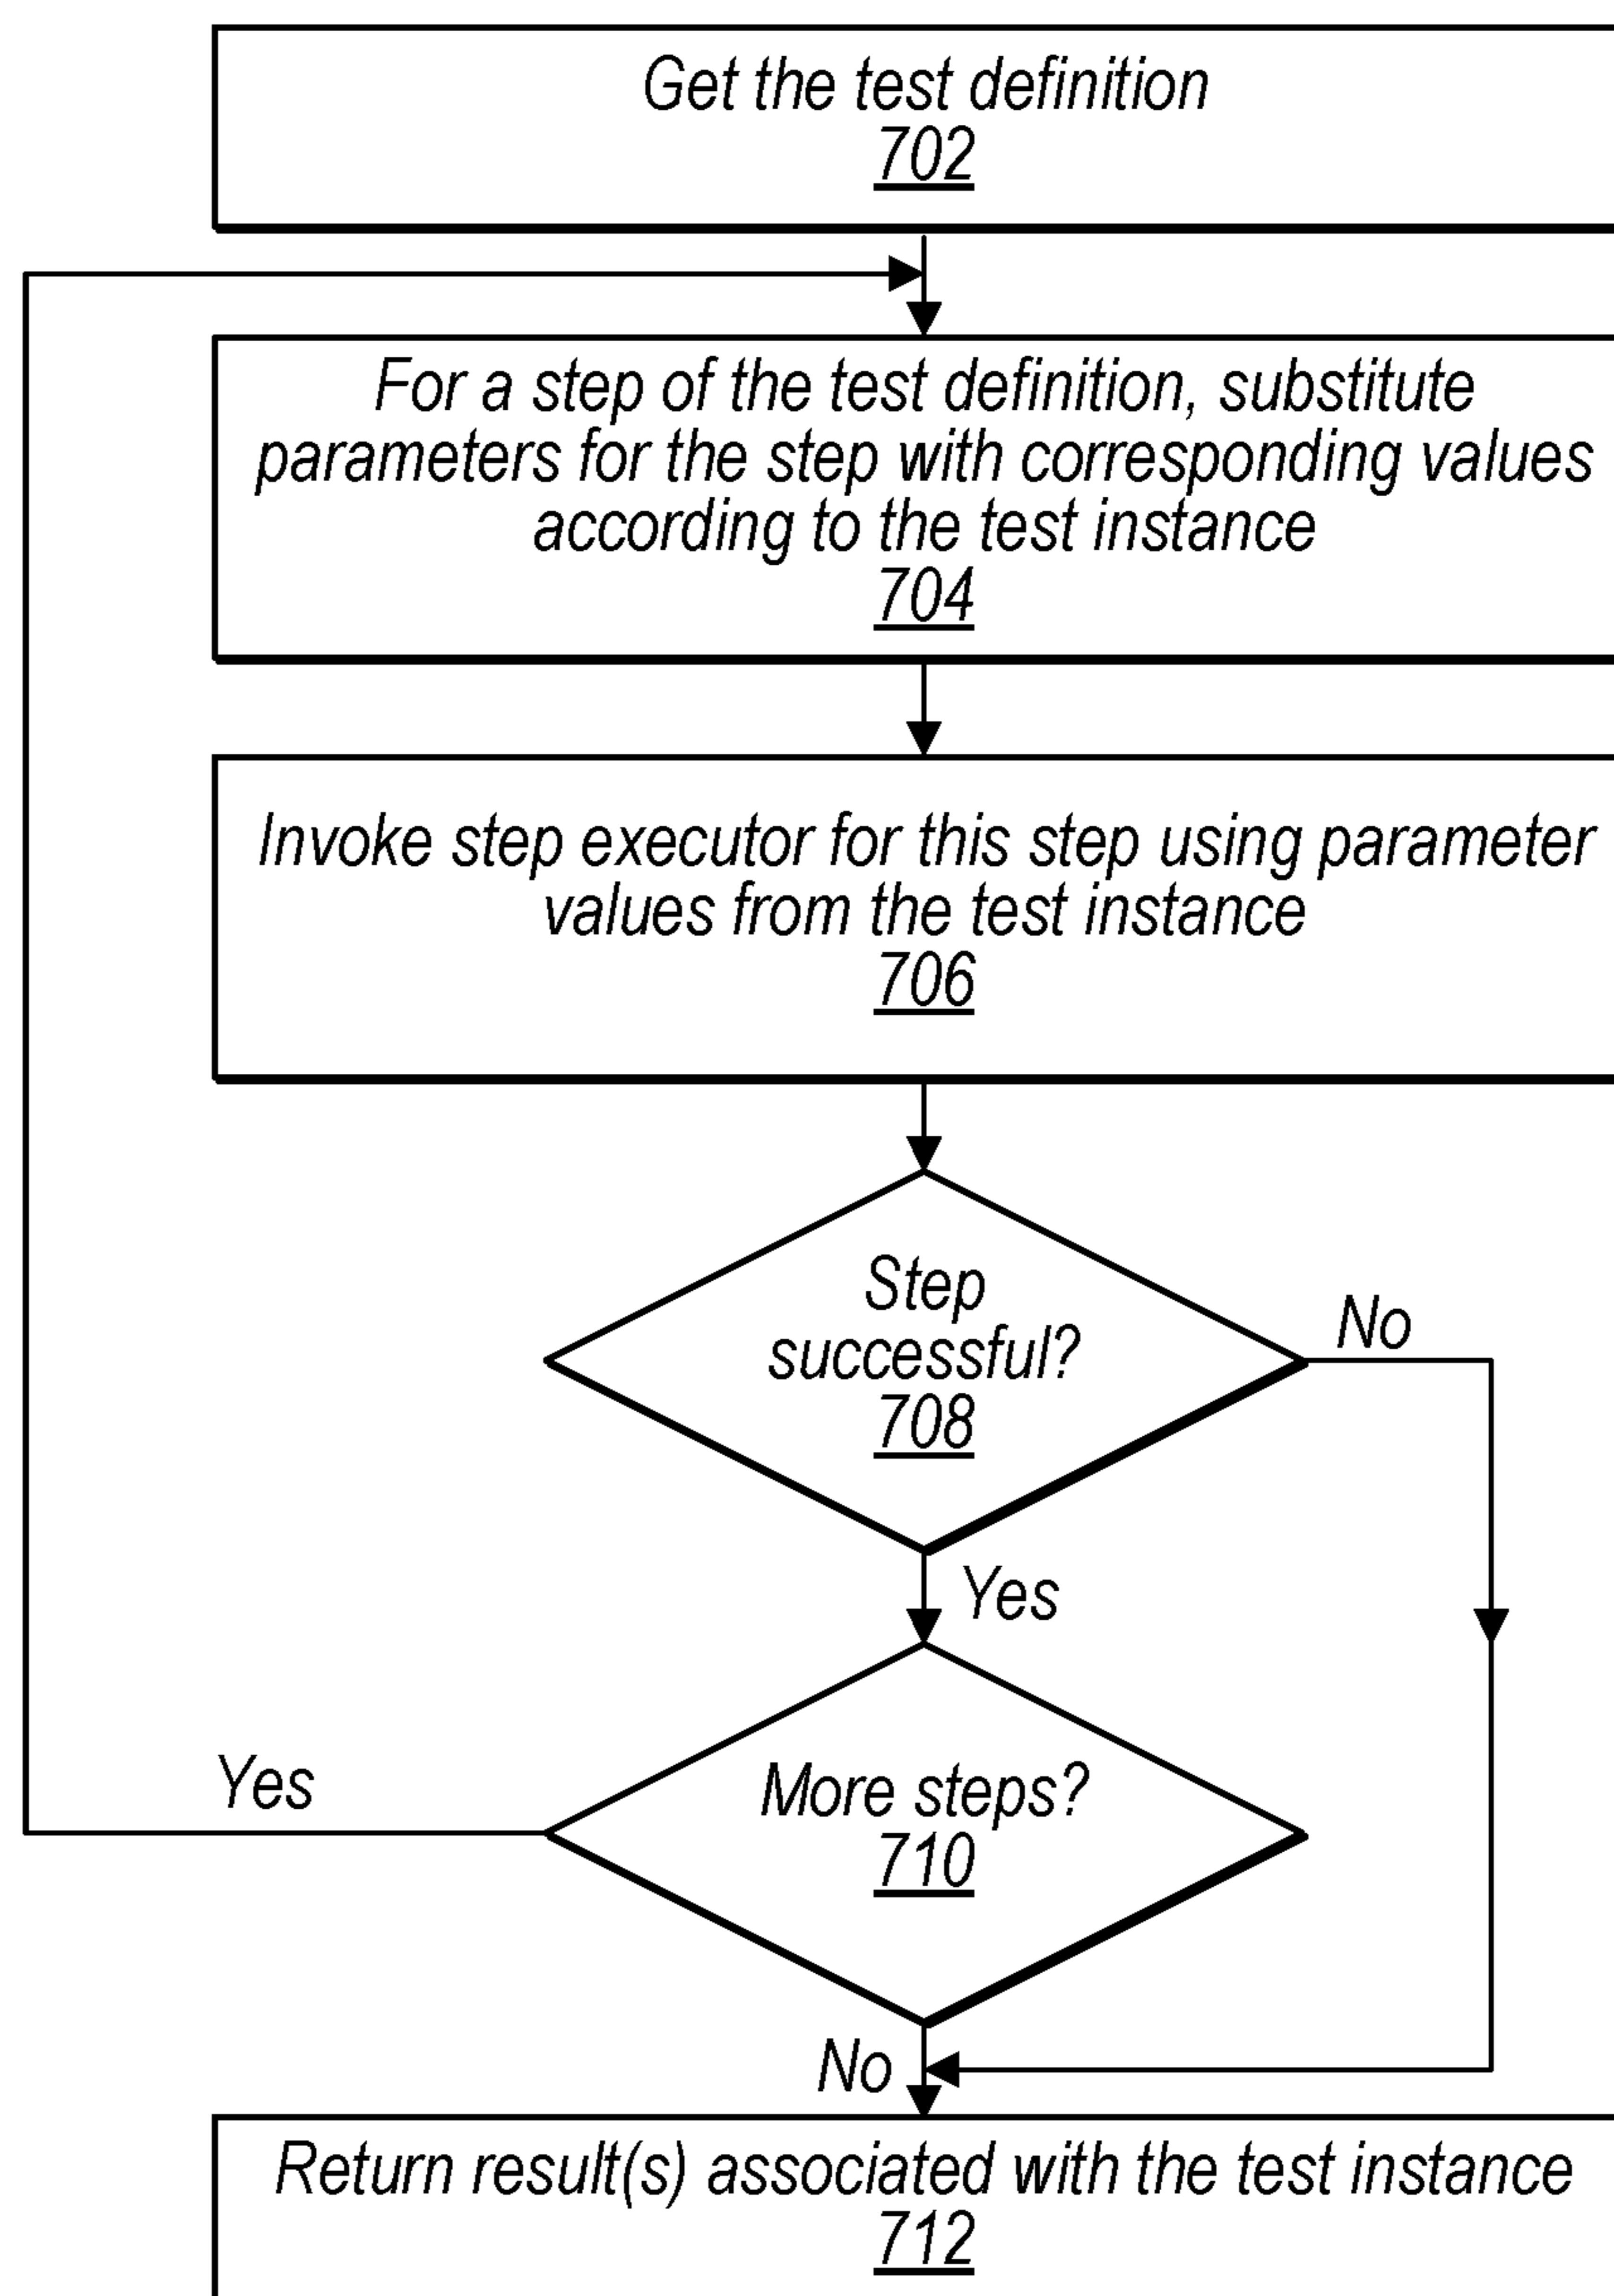 Get the test definition
702
For a step of the test definition, substitute
parameters for the step with corresponding values
according to the test instance
704
Invoke step executor for this step using parameter
values from the test instance
706
Step
successful?
708
No
Yes
More steps?
710
Yes
No
Return result(s) associated with the test instance
712